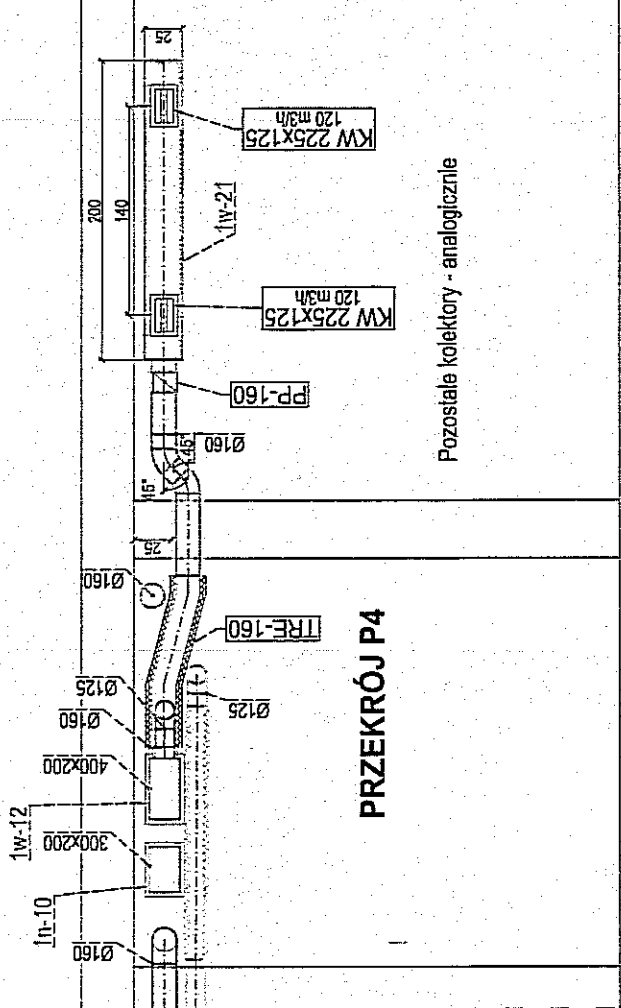 25
200
140
KW 225x125
120 m3/h
1w-21
KW 225x125
120 m3/h
PP-160
Ø160
45°
45°
25
Ø160
TRE-160
Ø125
Ø160
Ø125
400x200
1w-12
300x200
1n-10
Ø160
Pozostałe kolektory - analogicznie
PRZEKRÓJ P4